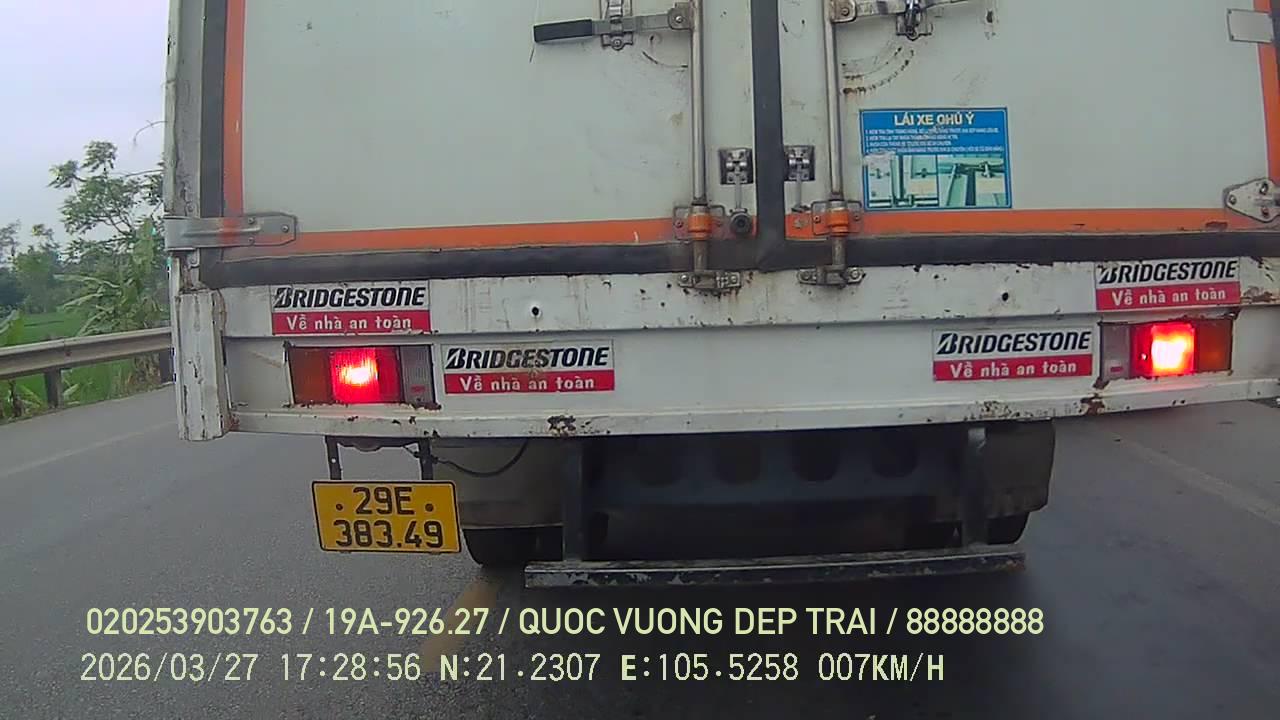 LÁI XE CHÚ Ý
BRIDGESTONE
Về nhà an toàn
BRIDGESTONE
Về nhà an toàn
BRIDGESTONE
Về nhà an toàn
BRIDGESTONE
Về nhà an toàn
29E
383.49
020253903763 / 19A-926.27 / QUOC VUONG DEP TRAI / 88888888
2026/03/27 17:28:56 N:21.2307 E:105.5258 007KM/H